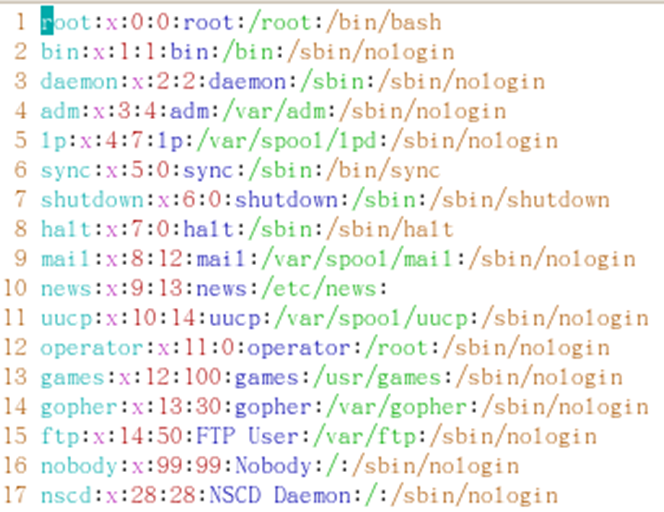 1 root:x:0:0:root:/root:/bin/bash
2 bin:x:1:1:bin:/bin:/sbin/nologin
3 daemon:x:2:2:daemon:/sbin:/sbin/nologin
4 adm:x:3:4:adm:/var/adm:/sbin/nologin
5 lp:x:4:7:lp:/var/spool/lpd:/sbin/nologin
6 sync:x:5:0:sync:/sbin:/bin/sync
7 shutdown:x:6:0:shutdown:/sbin:/sbin/shutdown
8 halt:x:7:0:halt:/sbin:/sbin/halt
9 mail:x:8:12:mail:/var/spool/mail:/sbin/nologin
10 news:x:9:13:news:/etc/news:
11 uucp:x:10:14:uucp:/var/spool/uucp:/sbin/nologin
12 operator:x:11:0:operator:/root:/sbin/nologin
13 games:x:12:100:games:/usr/games:/sbin/nologin
14 gopher:x:13:30:gopher:/var/gopher:/sbin/nologin
15 ftp:x:14:50:FTP User:/var/ftp:/sbin/nologin
16 nobody:x:99:99:Nobody:/:/sbin/nologin
17 nscd:x:28:28:NSCD Daemon:/:/sbin/nologin